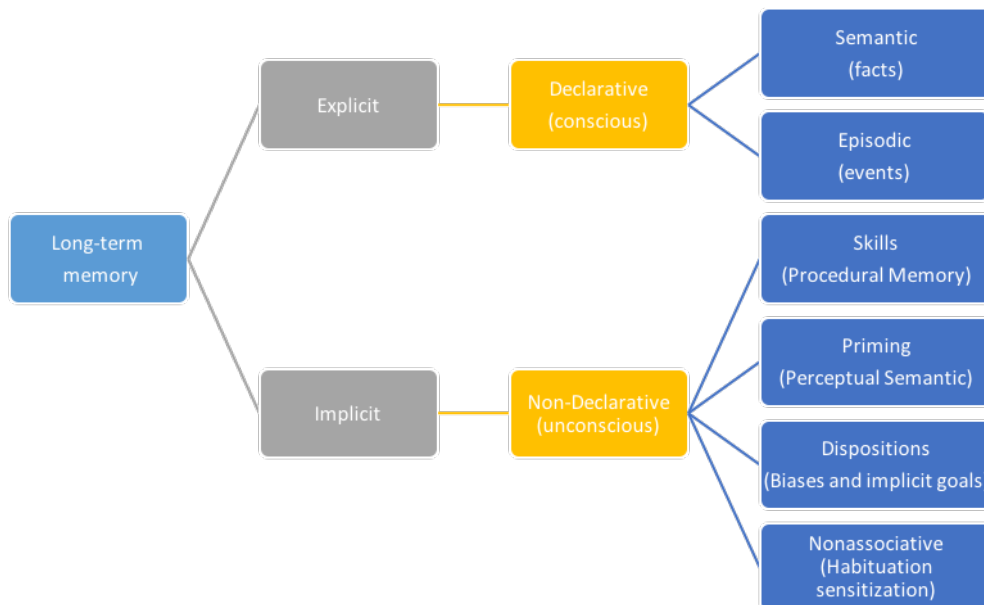 Semantic
(facts)
Explicit
Declarative
(conscious)
Episodic
(events)
Long-term
memory
Skills
(Procedural Memory)
Priming
(Perceptual Semantic)
Implicit
Non-Declarative
(unconscious)
Dispositions
(Biases and implicit goals
Nonassociative
(Habituation
sensitization)